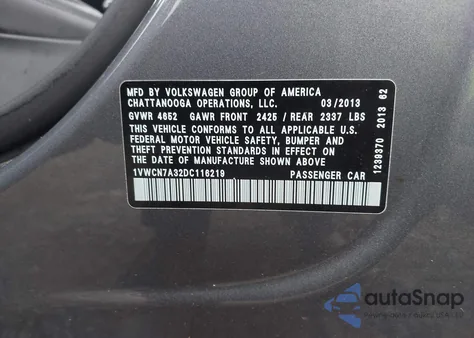 MFD BY VOLKSWAGEN GROUP OF AMERICA
CHATTANOOGA OPERATIONS, LLC. 03/2013
GVWR 4652 GAWR FRONT 2425 / REAR 2337 LBS
THIS VEHICLE CONFORMS TO ALL APPLICABLE U.S.
FEDERAL MOTOR VEHICLE SAFETY, BUMPER AND
THEFT PREVENTION STANDARDS IN EFFECT ON THE
DATE OF MANUFACTURE SHOWN ABOVE
1VWCN7A32DC116219 PASSENGER CAR
1239370 2013 62
autoSnap